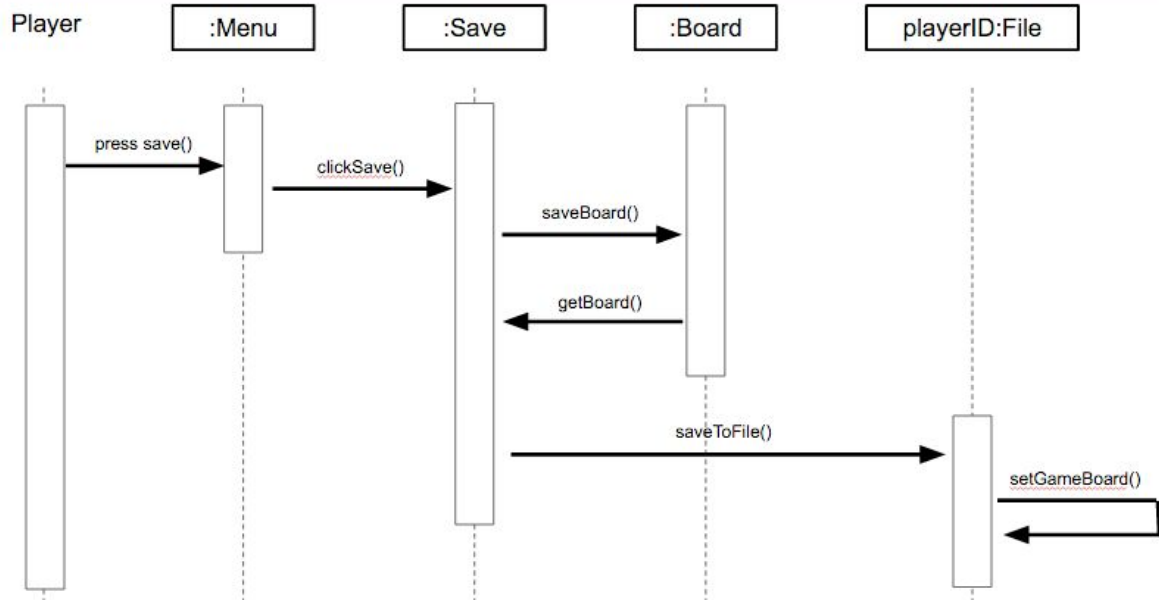 Player
:Menu
:Save
:Board
playerID:File
press save()
clickSave()
saveBoard()
getBoard()
saveToFile()
setGameBoard()